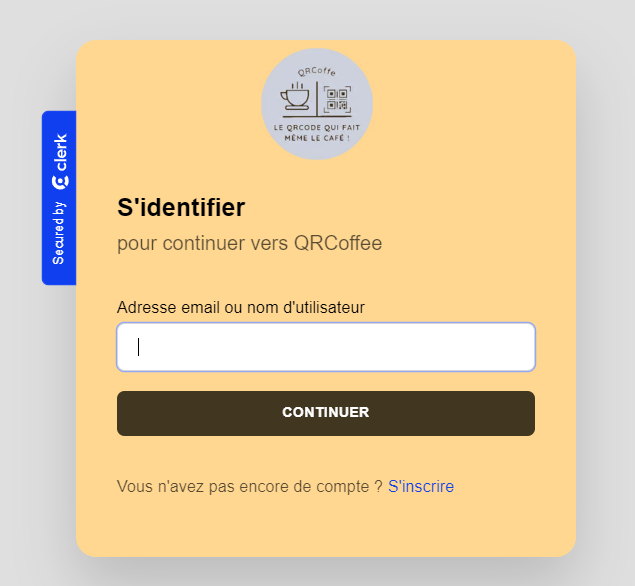 QRCoffe
LE QRCODE QUI FAIT
MÊME LE CAFÉ !
Secured by clerk
S'identifier
pour continuer vers QRCoffee
Adresse email ou nom d'utilisateur
CONTINUER
Vous n'avez pas encore de compte ? S'inscrire